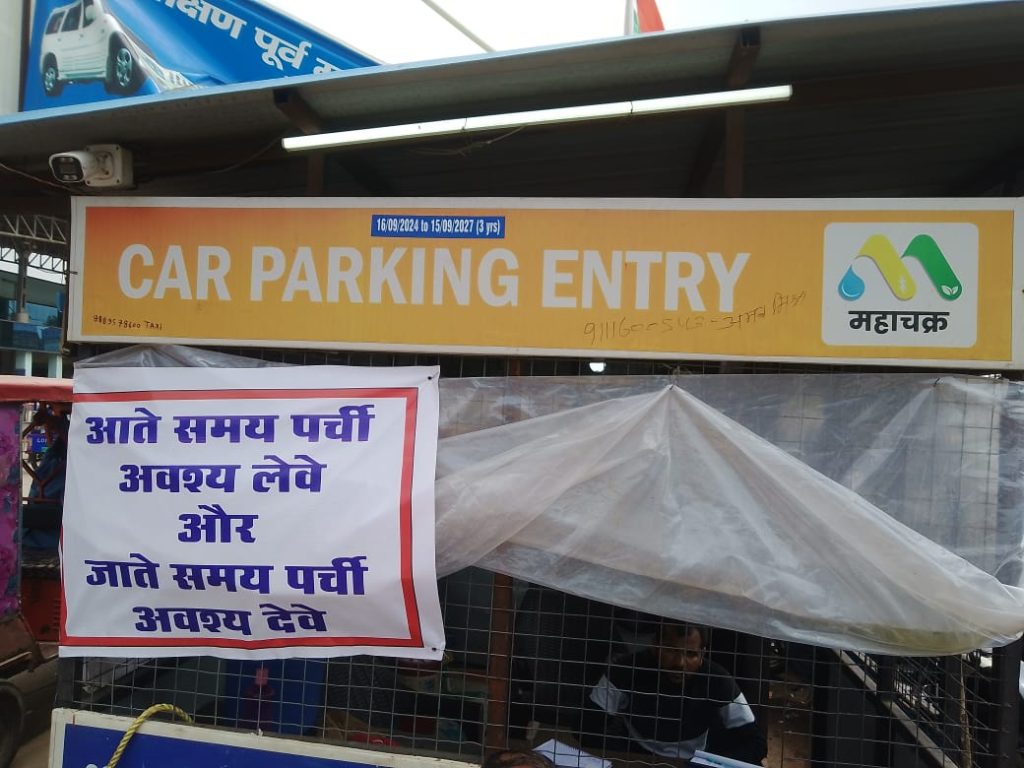 क्षण पूर्व
16/09/2024 to 15/09/2027 (3 yrs)
CAR PARKING ENTRY
महाचक्र
आते समय पर्ची
अवश्य लेवे
और
जाते समय पर्ची
अवश्य देवे